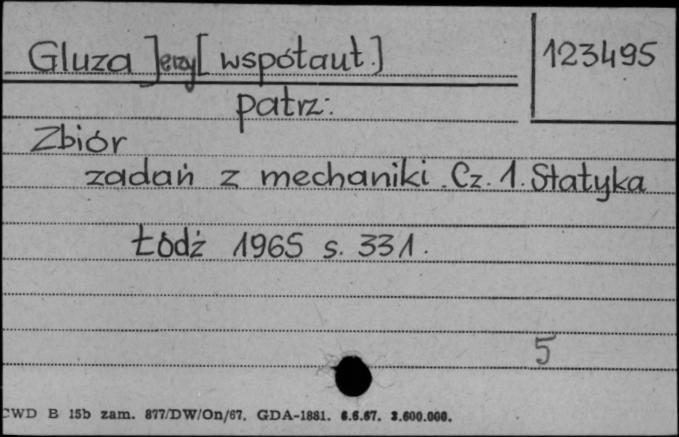 Gluza Jerzy [współaut.]
123495
patrz:
Zbiór
zadań z mechaniki. Cz. 1. Statyka
Łódź 1965 s. 331.
5
CWD B 15b zam. 877/DW/On/67. GDA-1881. 6.6.67. 3.600.000.